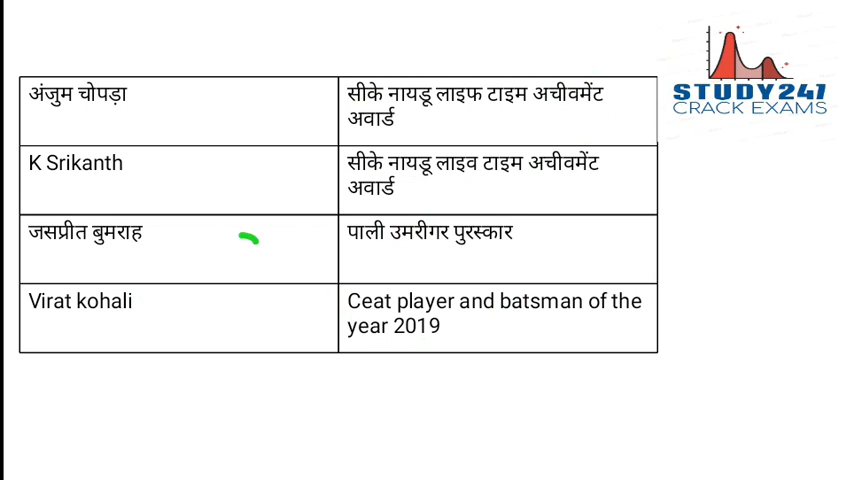 STUDY247
CRACK EXAMS
अंजुम चोपड़ा
सीके नायडू लाइफ टाइम अचीवमेंट
अवार्ड
K Srikanth
सीके नायडू लाइव टाइम अचीवमेंट
अवार्ड
जसप्रीत बुमराह
पाली उमरीगर पुरस्कार
Virat kohali
Ceat player and batsman of the
year 2019